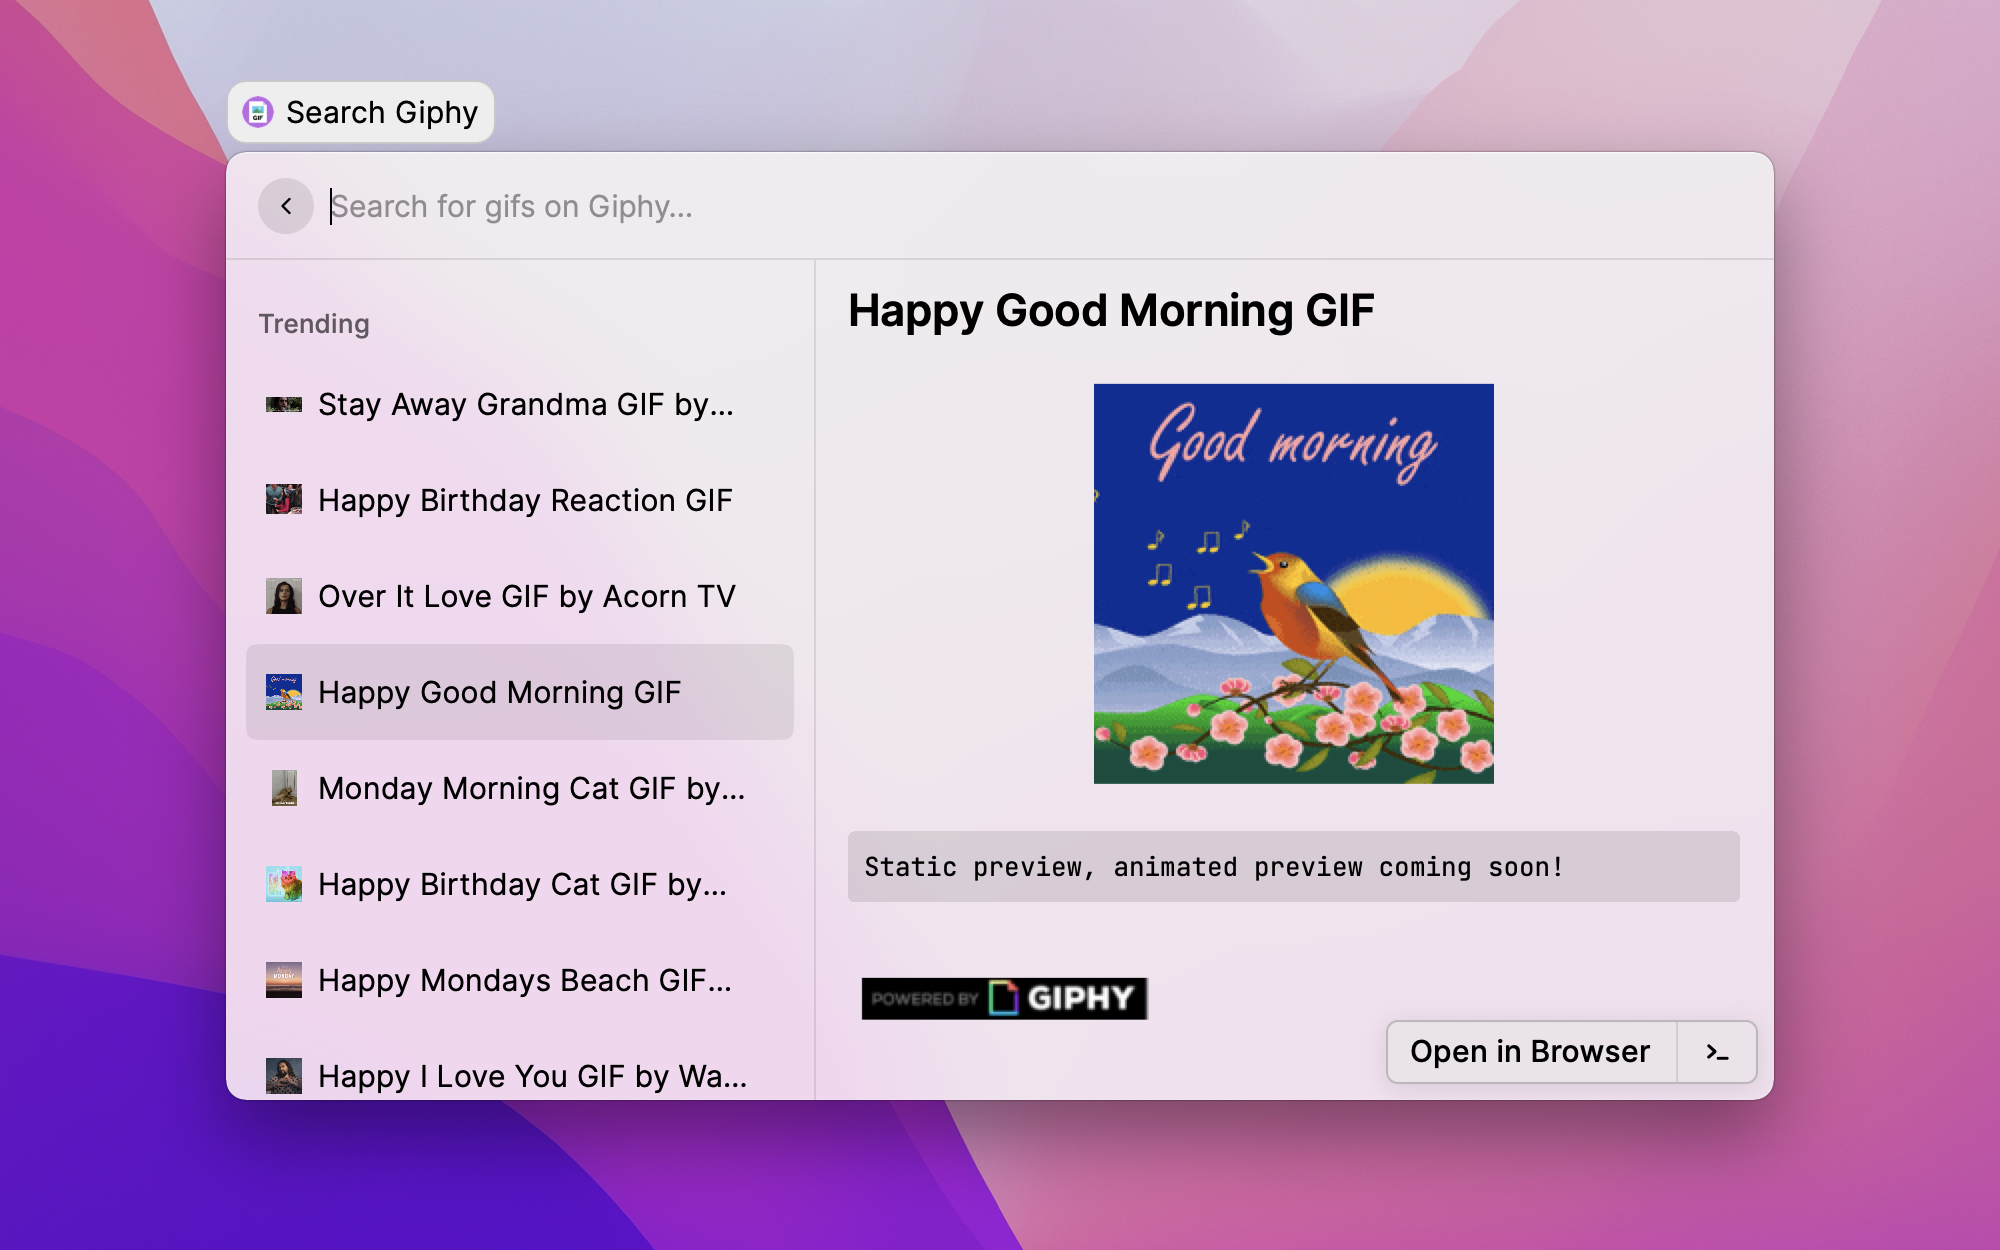 Search Giphy
Search for gifs on Giphy...
Trending
Stay Away Grandma GIF by...
Happy Birthday Reaction GIF
Over It Love GIF by Acorn TV
Happy Good Morning GIF
Monday Morning Cat GIF by...
Happy Birthday Cat GIF by...
Happy Mondays Beach GIF...
Happy I Love You GIF by Wa...
Happy Good Morning GIF
Good morning
Static preview, animated preview coming soon!
POWERED BY GIPHY
Open in Browser